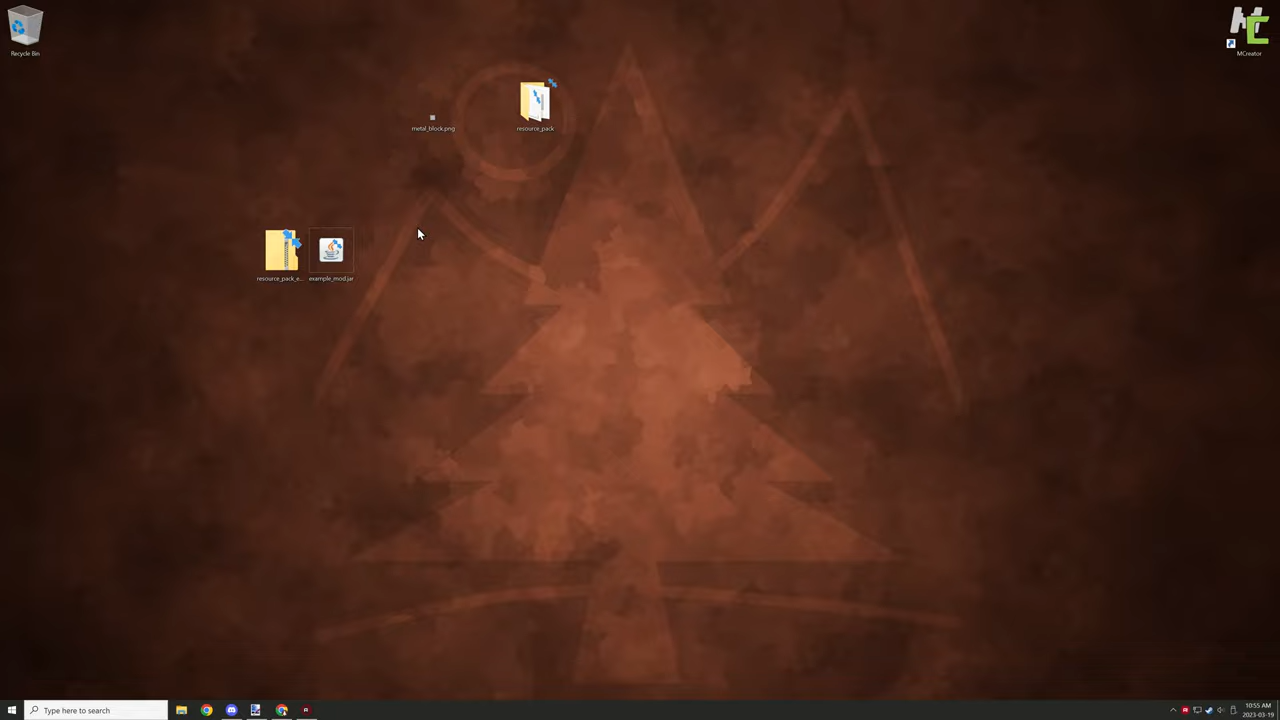 Recycle Bin
MCreator
metal_block.png
resource_pack
resource_pack_e...
example_mod.jar
Type here to search
10:55 AM
2023-03-19